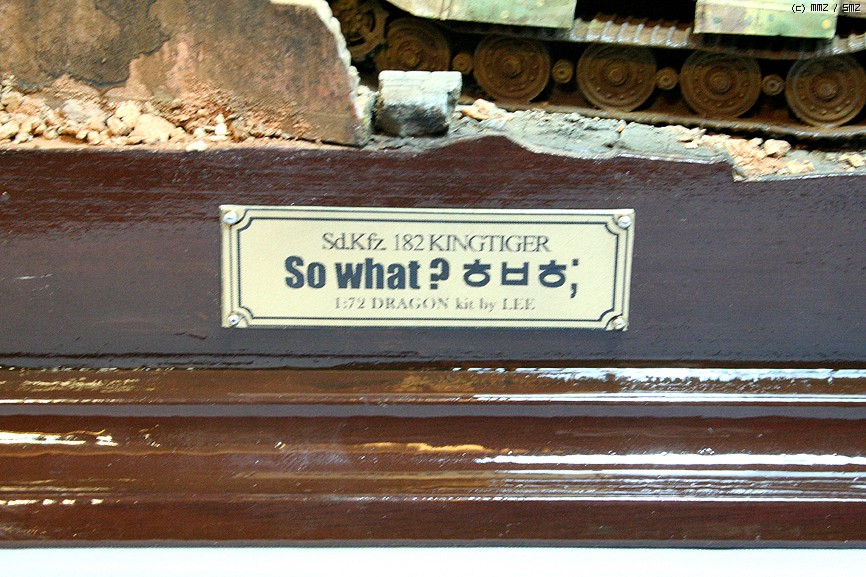 (c) MMZ / SMZ
Sd.Kfz. 182 KINGTIGER
So what ? ㅎㅂㅎ;
1:72 DRAGON kit by LEE